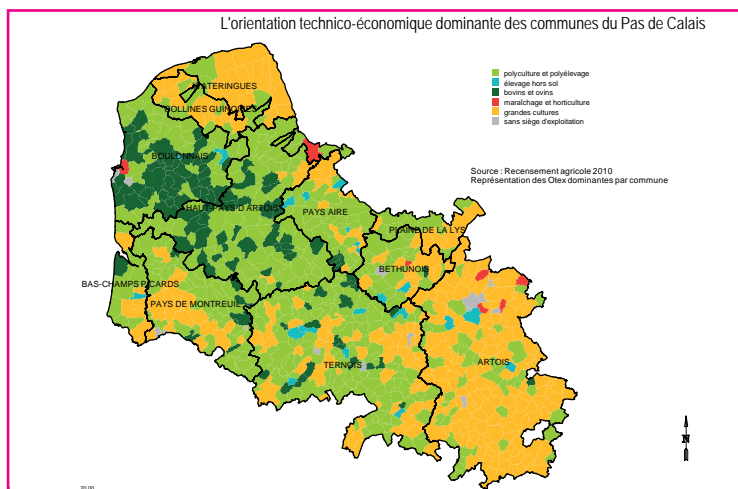 L'orientation technico-économique dominante des communes du Pas de Calais
polyculture et polyélevage
élevage hors sol
bovins et ovins
maraîchage et horticulture
grandes cultures
sans siège d'exploitation
Source : Recensement agricole 2010
Représentation des Otex dominantes par commune
WATERINGUES
COLLINES GUINOISES
BOULONNAIS
HAUT-PAYS D'ARTOIS
PAYS AIRE
PLAINE DE LA LYS
BETHUNOIS
BAS-CHAMPS PICARDS
PAYS DE MONTREUIL
TERNOIS
ARTOIS
N